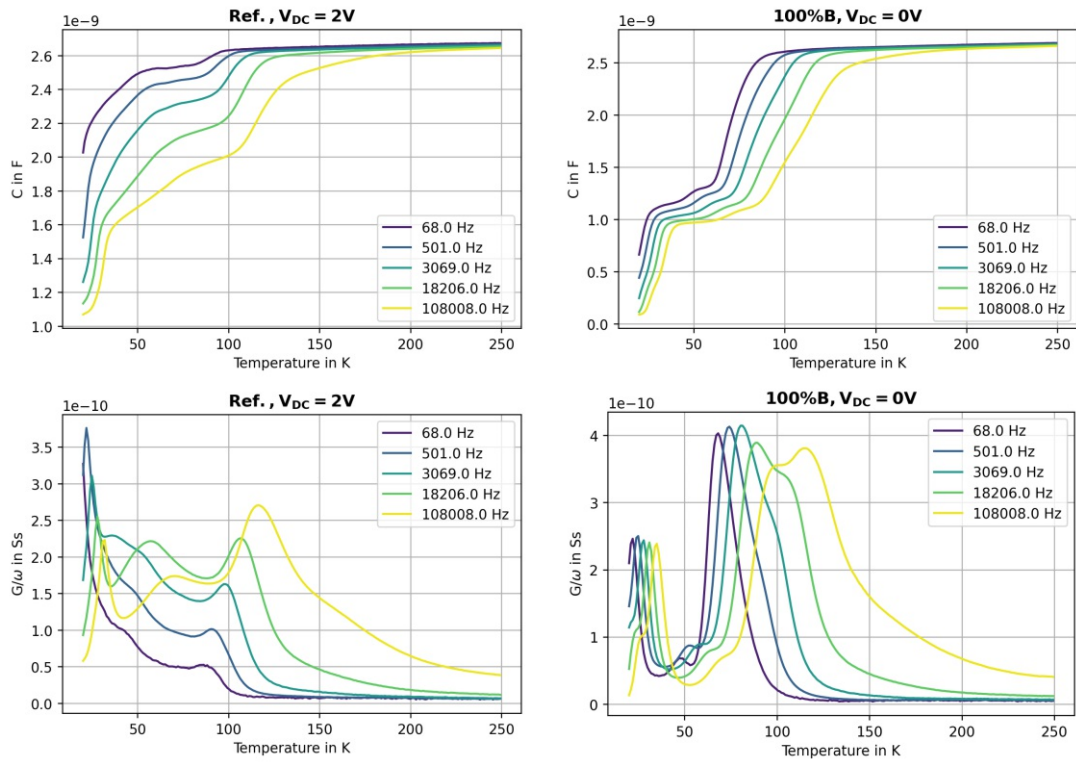 Ref. , V_DC = 2V
1e−9
C in F
2.6
2.4
2.2
2.0
1.8
1.6
1.4
1.2
1.0
68.0 Hz
501.0 Hz
3069.0 Hz
18206.0 Hz
108008.0 Hz
50
100
150
200
250
Temperature in K
100%B, V_DC = 0V
1e−9
C in F
2.5
2.0
1.5
1.0
0.5
0.0
68.0 Hz
501.0 Hz
3069.0 Hz
18206.0 Hz
108008.0 Hz
50
100
150
200
250
Temperature in K
Ref. , V_DC = 2V
1e−10
G/ω in Ss
3.5
3.0
2.5
2.0
1.5
1.0
0.5
0.0
68.0 Hz
501.0 Hz
3069.0 Hz
18206.0 Hz
108008.0 Hz
50
100
150
200
250
Temperature in K
100%B, V_DC = 0V
1e−10
G/ω in Ss
4
3
2
1
0
68.0 Hz
501.0 Hz
3069.0 Hz
18206.0 Hz
108008.0 Hz
50
100
150
200
250
Temperature in K